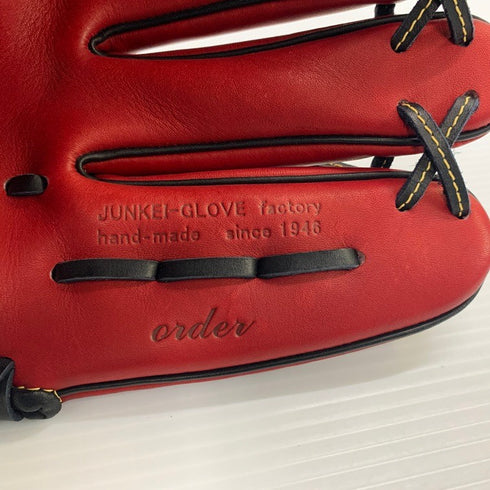 JUNKEI-GLOVE factory
hand-made since 1946
order